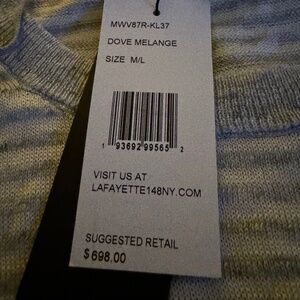 MWV87R-KL37
DOVE MELANGE
SIZE M/L
1 93692 99565 2
VISIT US AT
LAFAYETTE148NY.COM
SUGGESTED RETAIL
$698.00